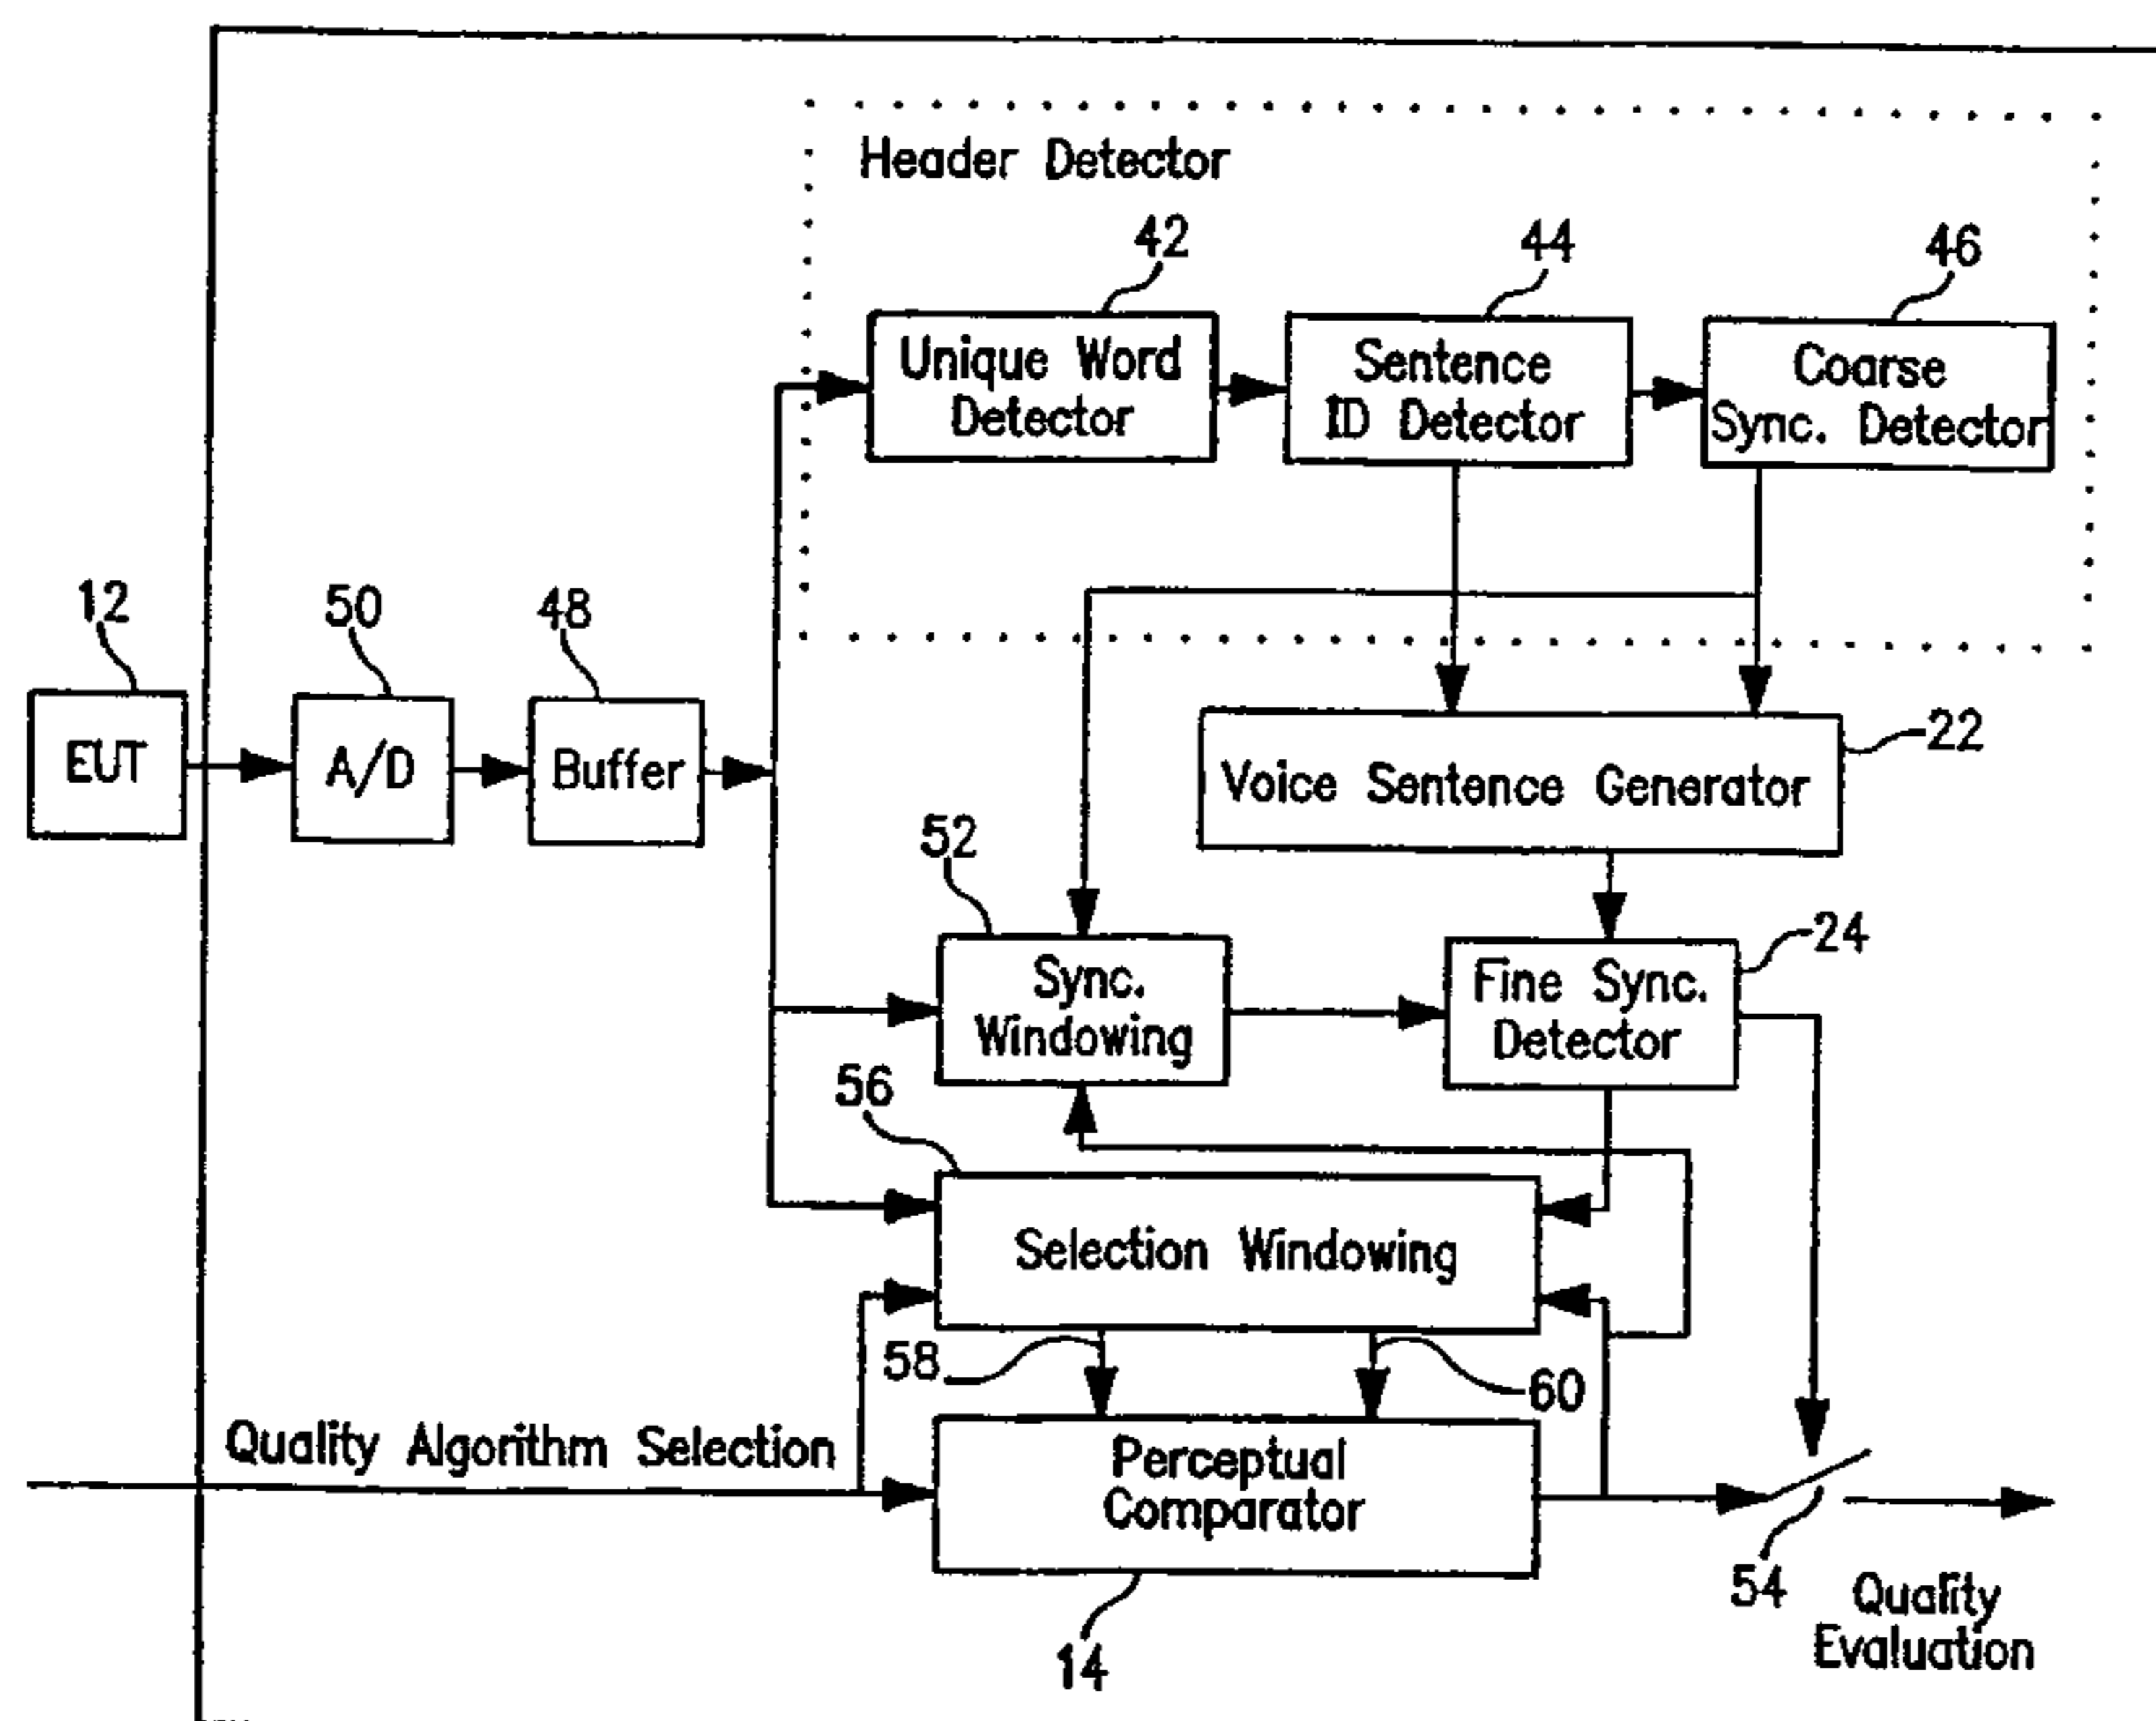 Header Detector
42
44
46
Unique Word
Detector
Sentence
ID Detector
Coarse
Sync. Detector
12
50
48
EUT
A/D
Buffer
22
Voice Sentence Generator
52
24
Sync.
Windowing
Fine Sync.
Detector
56
Selection Windowing
58
60
Quality Algorithm Selection
Perceptual
Comparator
54
Quality
Evaluation
14